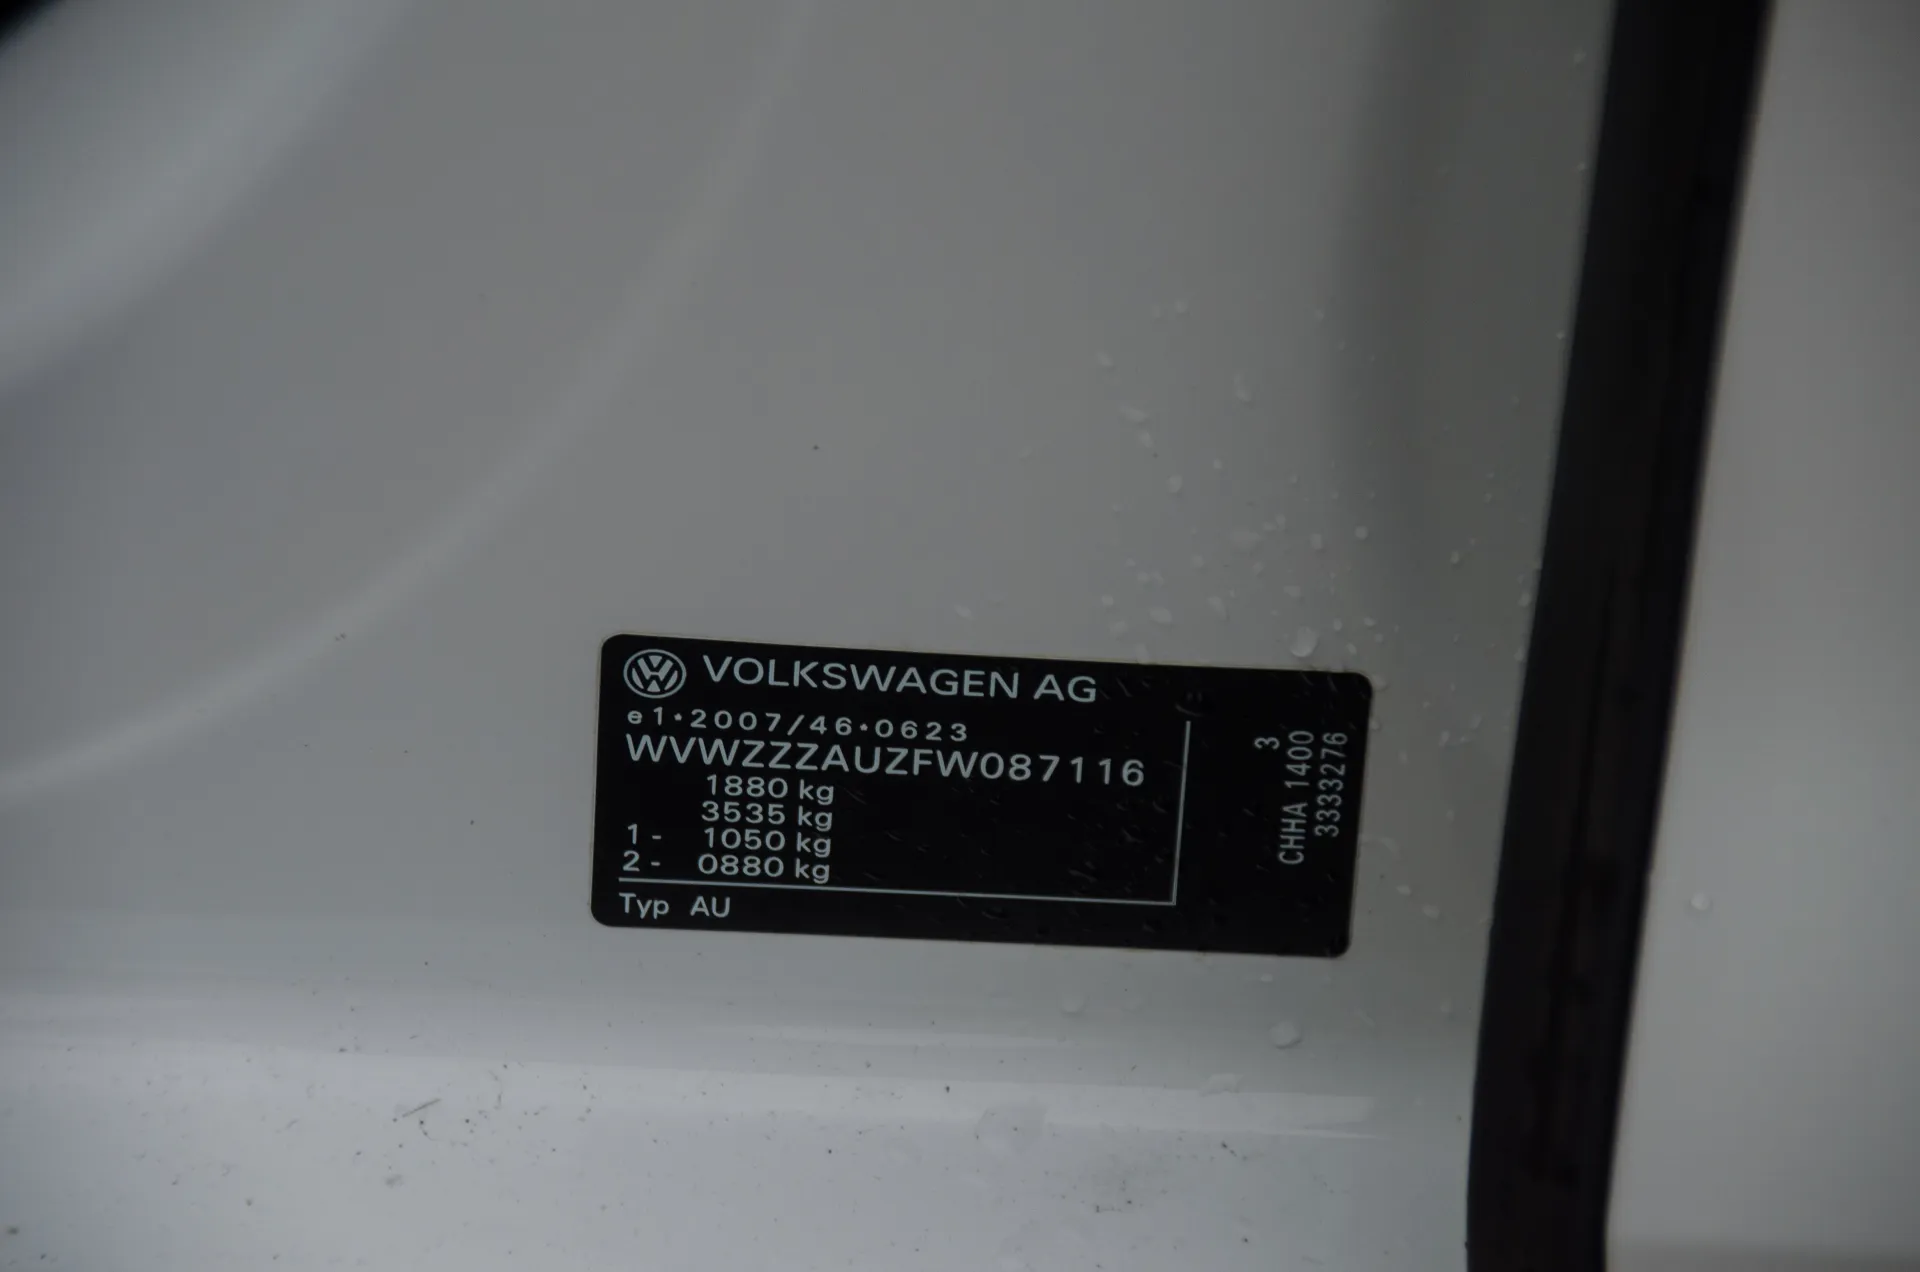 VOLKSWAGEN AG
e1*2007/46*0623
WVWZZZAUZFW087116
1880 kg
3535 kg
1 - 1050 kg
2 - 0880 kg
Typ AU
3
CHHA 1400
3333276